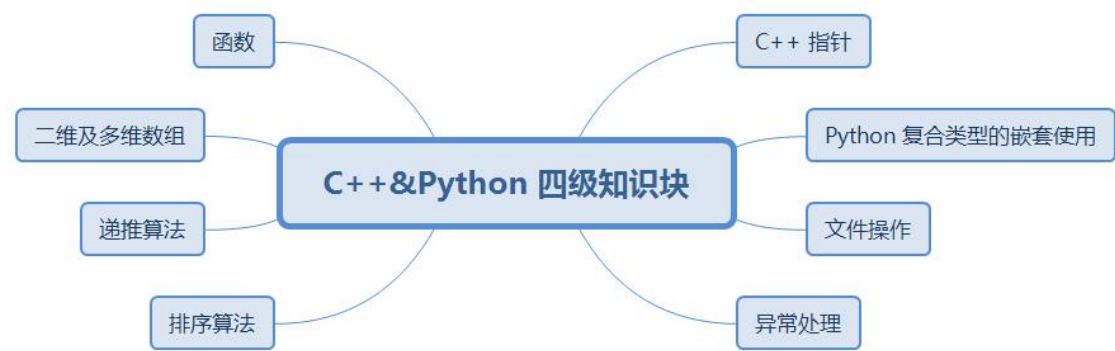 函数
C++ 指针
二维及多维数组
Python 复合类型的嵌套使用
C++&Python 四级知识块
递推算法
文件操作
排序算法
异常处理